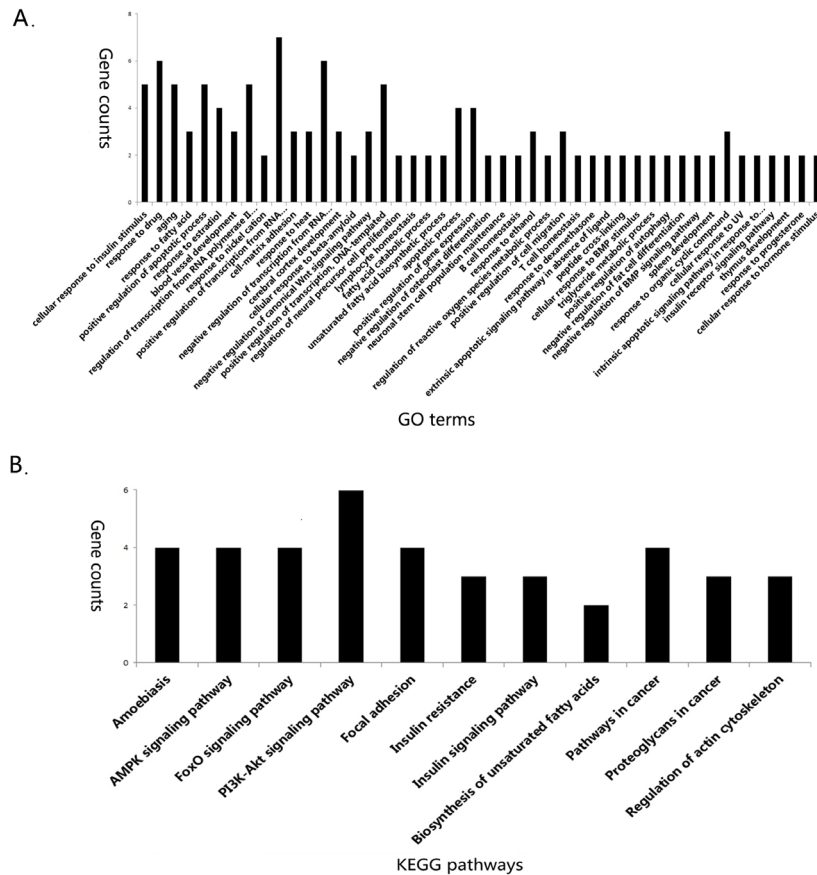 A.
Gene counts
8
6
4
2
0
cellular response to insulin stimulus
response to drug
aging
response to fatty acid
positive regulation of apoptotic process
response to estradiol
blood vessel development
regulation of transcription from RNA polymerase II...
response to nickel cation
positive regulation of transcription from RNA...
cell-matrix adhesion
response to heat
negative regulation of transcription from RNA...
cerebral cortex development
cellular response to beta-amyloid
negative regulation of canonical Wnt signaling pathway
positive regulation of transcription, DNA-templated
regulation of neural precursor cell proliferation
lymphocyte homeostasis
fatty acid catabolic process
unsaturated fatty acid biosynthetic process
apoptotic process
positive regulation of gene expression
negative regulation of osteoclast differentiation
neuronal stem cell population maintenance
B cell homeostasis
response to ethanol
regulation of reactive oxygen species metabolic process
positive regulation of cell migration
T cell homeostasis
response to dexamethasone
extrinsic apoptotic signaling pathway in absence of ligand
peptide cross-linking
cellular response to BMP stimulus
triglyceride metabolic process
positive regulation of autophagy
negative regulation of fat cell differentiation
negative regulation of BMP signaling pathway
spleen development
response to organic cyclic compound
cellular response to UV
intrinsic apoptotic signaling pathway in response to...
insulin receptor signaling pathway
thymus development
response to progesterone
cellular response to hormone stimulus
GO terms
B.
Gene counts
6
4
2
0
Amoebiasis
AMPK signaling pathway
FoxO signaling pathway
PI3K-Akt signaling pathway
Focal adhesion
Insulin resistance
Insulin signaling pathway
Biosynthesis of unsaturated fatty acids
Pathways in cancer
Proteoglycans in cancer
Regulation of actin cytoskeleton
KEGG pathways